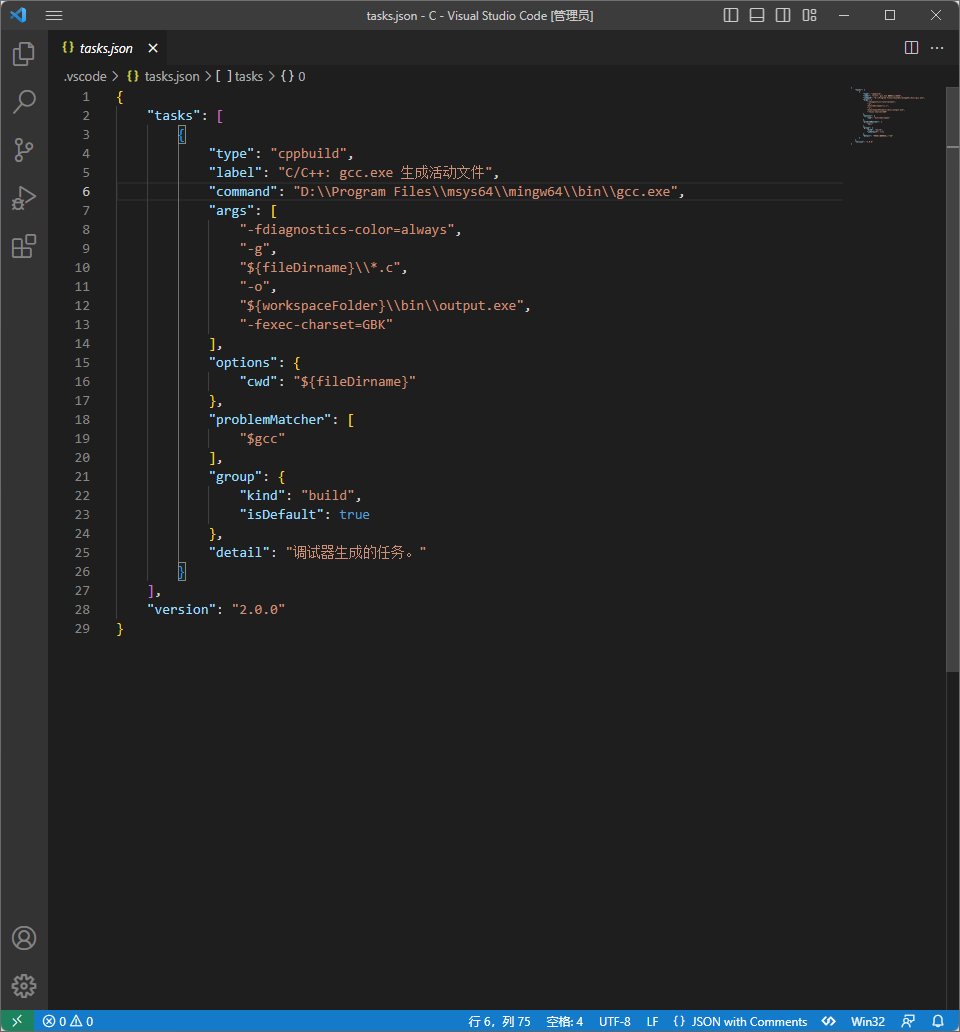 tasks.json - C - Visual Studio Code [管理员]
{} tasks.json
.vscode > {} tasks.json > [ ] tasks > {} 0
1 {
2 "tasks": [
3 {
4 "type": "cppbuild",
5 "label": "C/C++: gcc.exe 生成活动文件",
6 "command": "D:\\Program Files\\msys64\\mingw64\\bin\\gcc.exe",
7 "args": [
8 "-fdiagnostics-color=always",
9 "-g",
10 "${fileDirname}\\*.c",
11 "-o",
12 "${workspaceFolder}\\bin\\output.exe",
13 "-fexec-charset=GBK"
14 ],
15 "options": {
16 "cwd": "${fileDirname}"
17 },
18 "problemMatcher": [
19 "$gcc"
20 ],
21 "group": {
22 "kind": "build",
23 "isDefault": true
24 },
25 "detail": "调试器生成的任务。"
26 }
27 ],
28 "version": "2.0.0"
29 }
0 0 行 6，列 75 空格: 4 UTF-8 LF {} JSON with Comments Win32